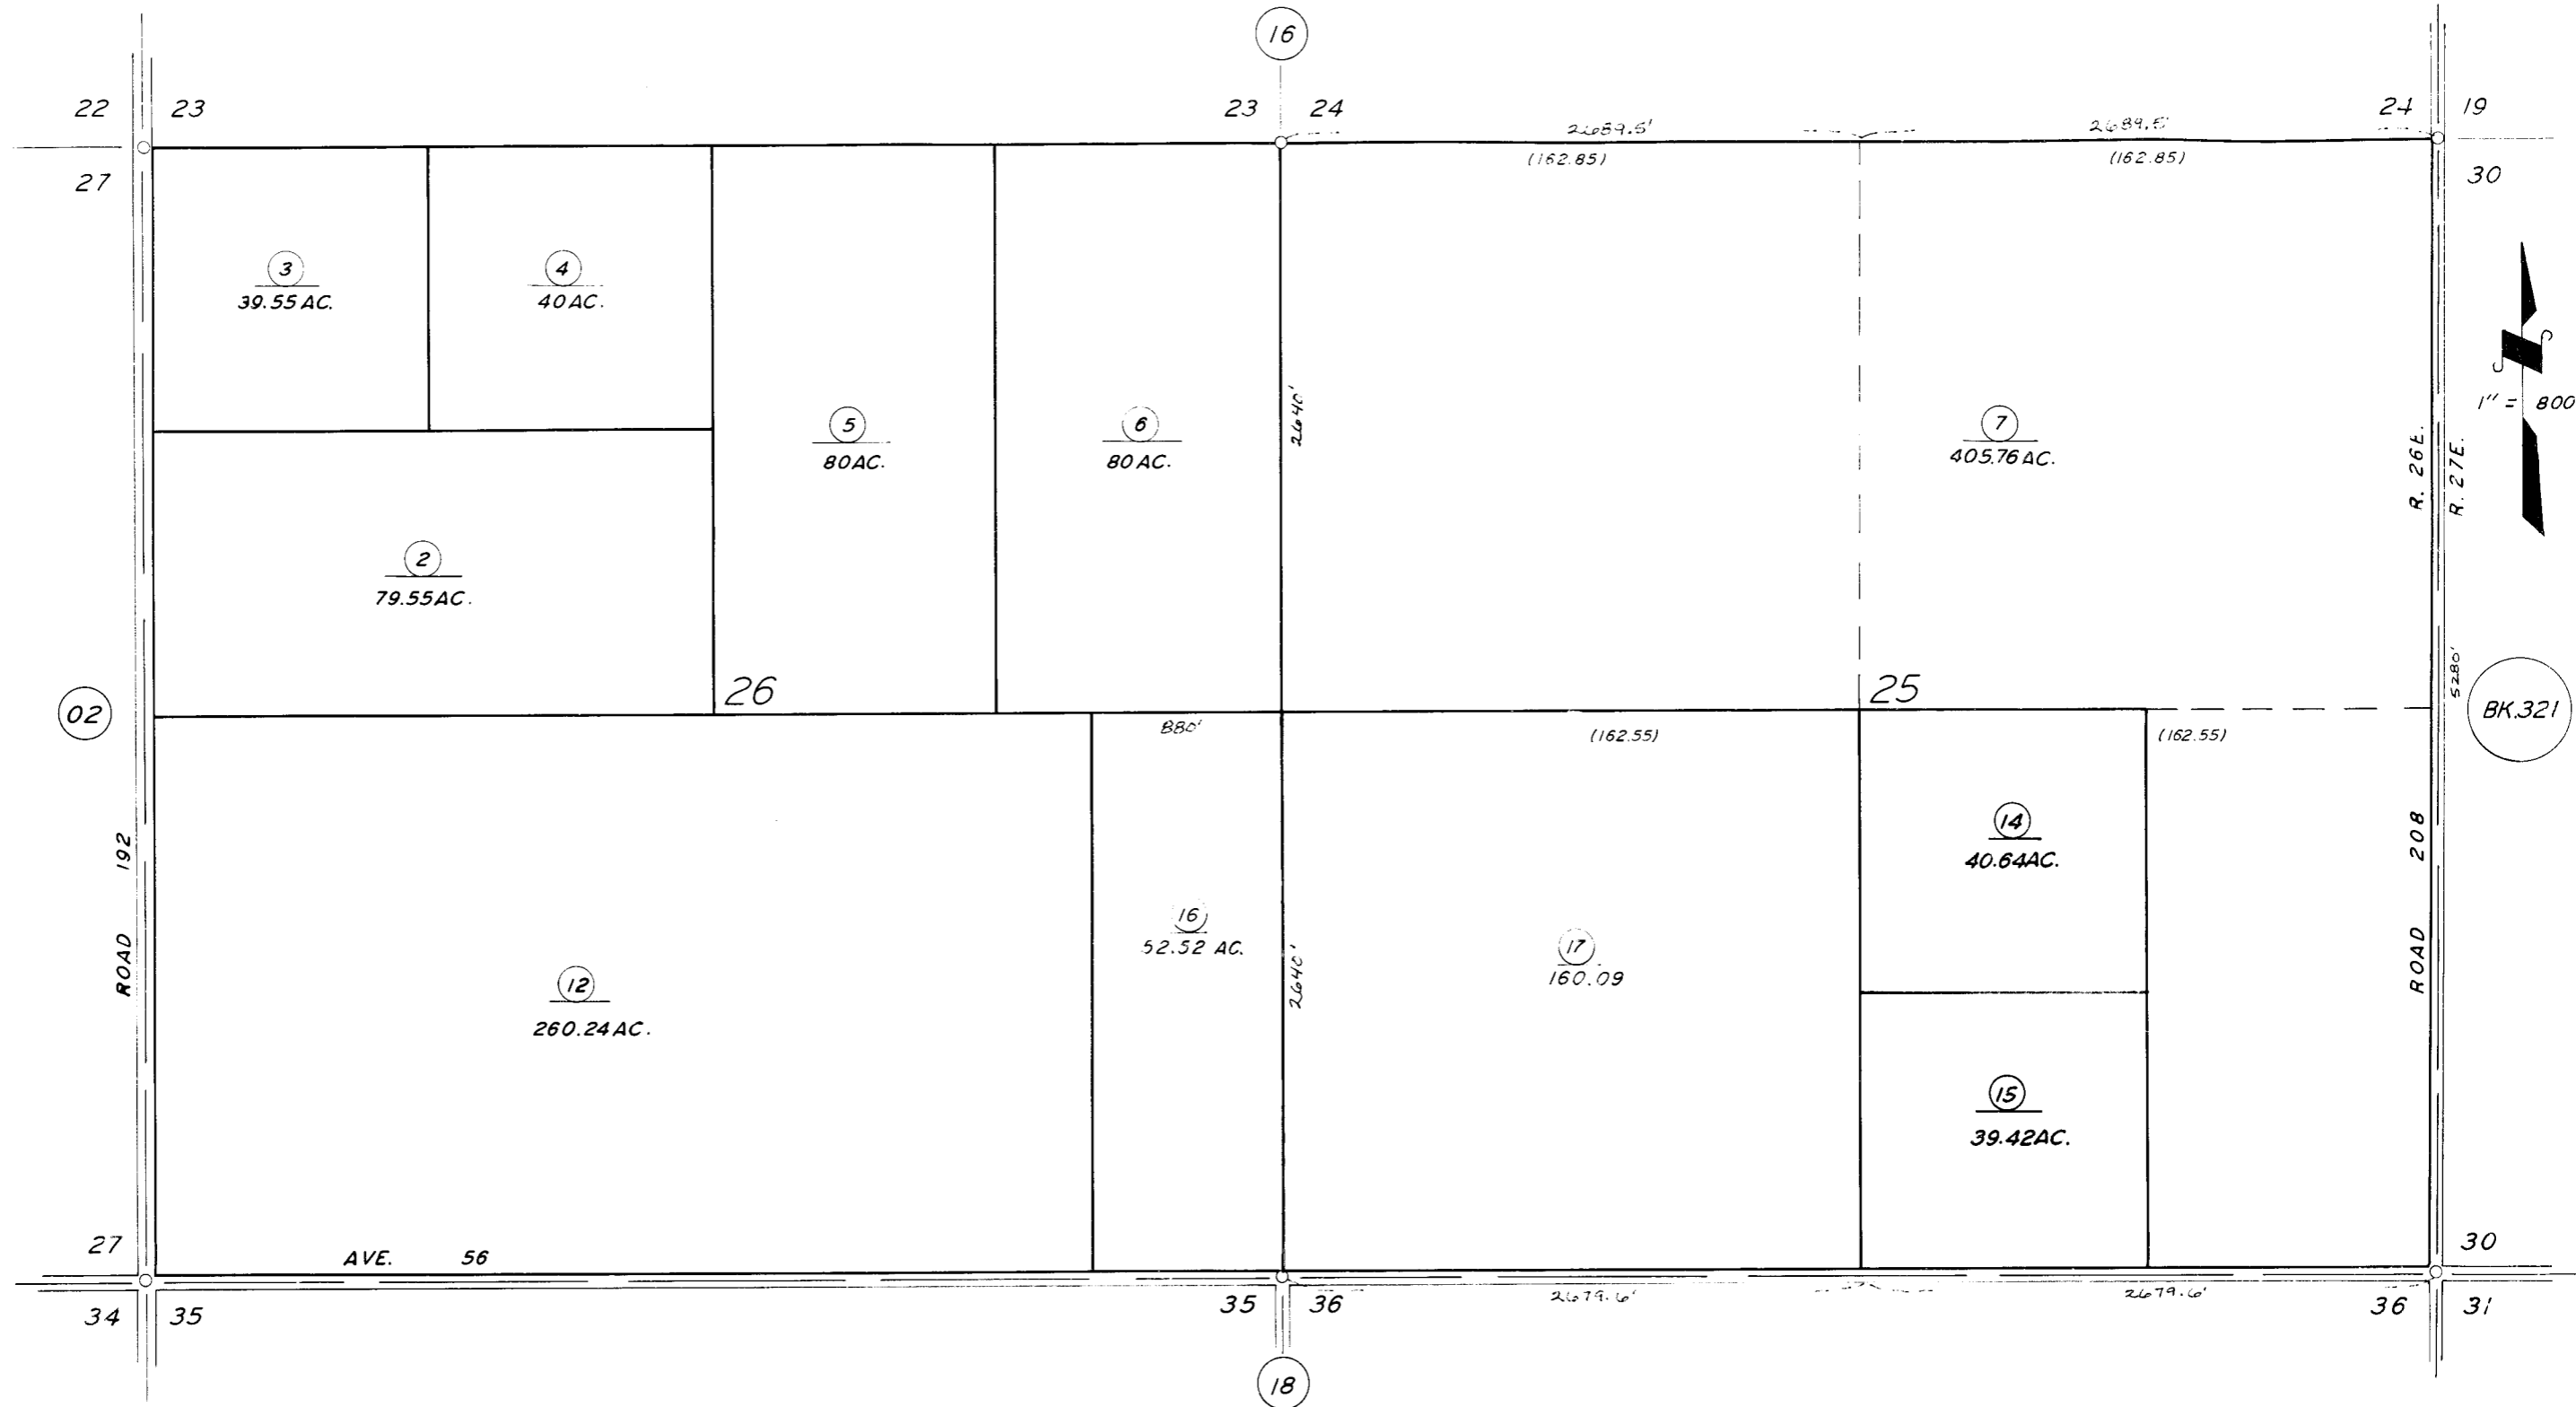 16
22 23
23 24
24 19
2689.5'
2689.5'
27
(162.85)
(162.85)
30
3
39.55 AC.
4
40 AC.
5
80 AC.
6
80 AC.
2640'
7
405.76 AC.
R. 26E.
R. 27E.
1" = 800
2
79.55 AC.
26
25
5280'
02
BK.321
880'
(162.55)
(162.55)
14
40.64 AC.
ROAD 192
ROAD 208
16
52.52 AC.
17
160.09
2640'
12
260.24 AC.
15
39.42 AC.
27
AVE. 56
30
34 35
35 36
2679.6'
2679.6'
36 31
18